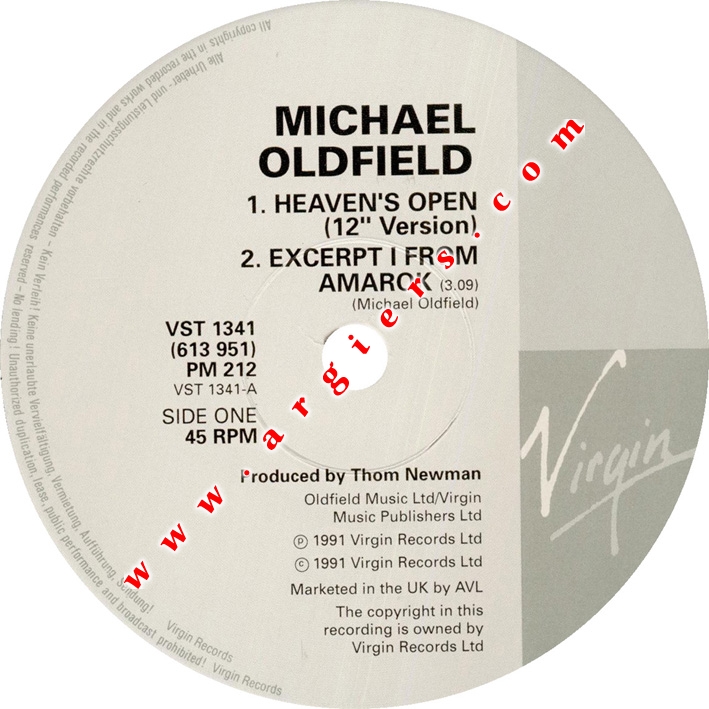 MICHAEL
OLDFIELD
1. HEAVEN'S OPEN
(12" Version)
2. EXCERPT I FROM
AMAROK (3.09)
(Michael Oldfield)
VST 1341
(613 951)
PM 212
VST 1341-A
SIDE ONE
45 RPM
Produced by Thom Newman
Oldfield Music Ltd/Virgin
Music Publishers Ltd
℗ 1991 Virgin Records Ltd
© 1991 Virgin Records Ltd
Marketed in the UK by AVL
The copyright in this
recording is owned by
Virgin Records Ltd
Virgin
Alle Urheber- und Leistungsschutzrechte vorbehalten – Kein Verleih! Keine unerlaubte Vervielfältigung, Vermietung, Aufführung, Sendung! Virgin Records
All copyrights in the recorded works and in the recorded performances reserved – No lending! Unauthorized duplication, lease, public performance and broadcast prohibited! Virgin Records
www.argiers.com